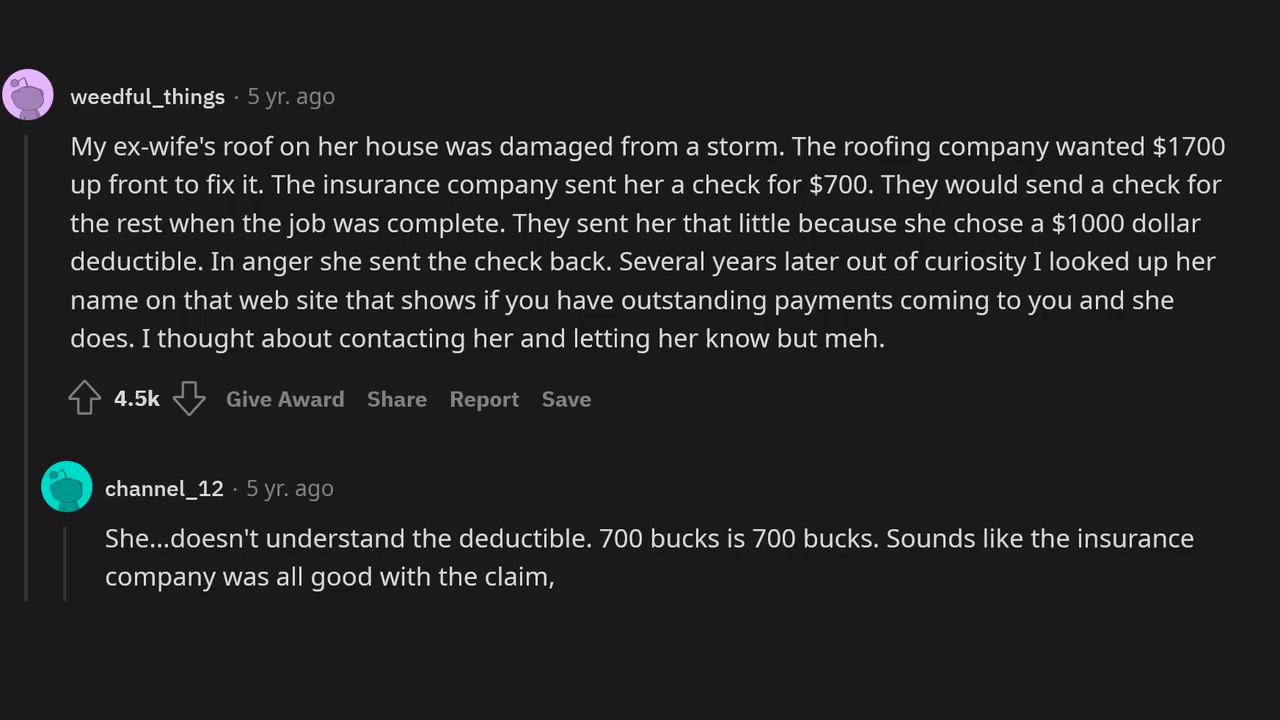 weedful_things · 5 yr. ago
My ex-wife's roof on her house was damaged from a storm. The roofing company wanted $1700
up front to fix it. The insurance company sent her a check for $700. They would send a check for
the rest when the job was complete. They sent her that little because she chose a $1000 dollar
deductible. In anger she sent the check back. Several years later out of curiosity I looked up her
name on that web site that shows if you have outstanding payments coming to you and she
does. I thought about contacting her and letting her know but meh.
4.5k Give Award Share Report Save
channel_12 · 5 yr. ago
She...doesn't understand the deductible. 700 bucks is 700 bucks. Sounds like the insurance
company was all good with the claim,